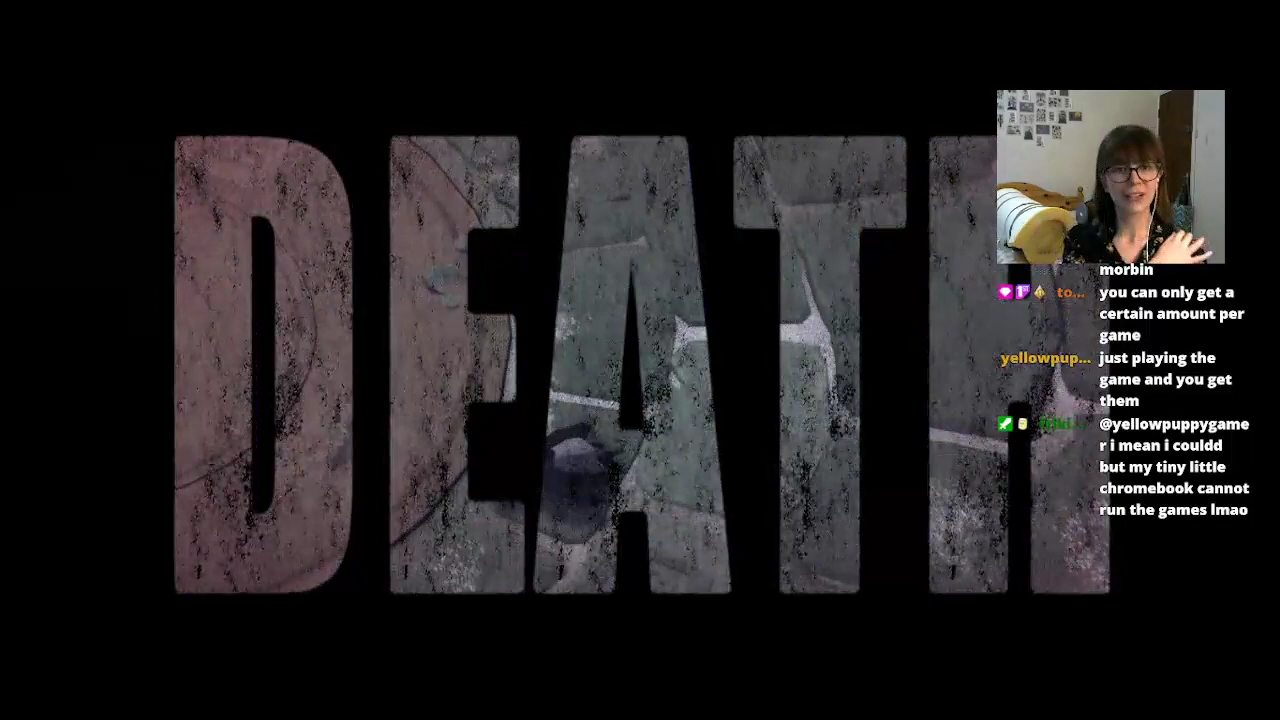 DEATH
morbin
to... you can only get a
certain amount per
game
yellowpup... just playing the
game and you get
them
@yellowpuppygame
r i mean i couldd
but my tiny little
chromebook cannot
run the games lmao